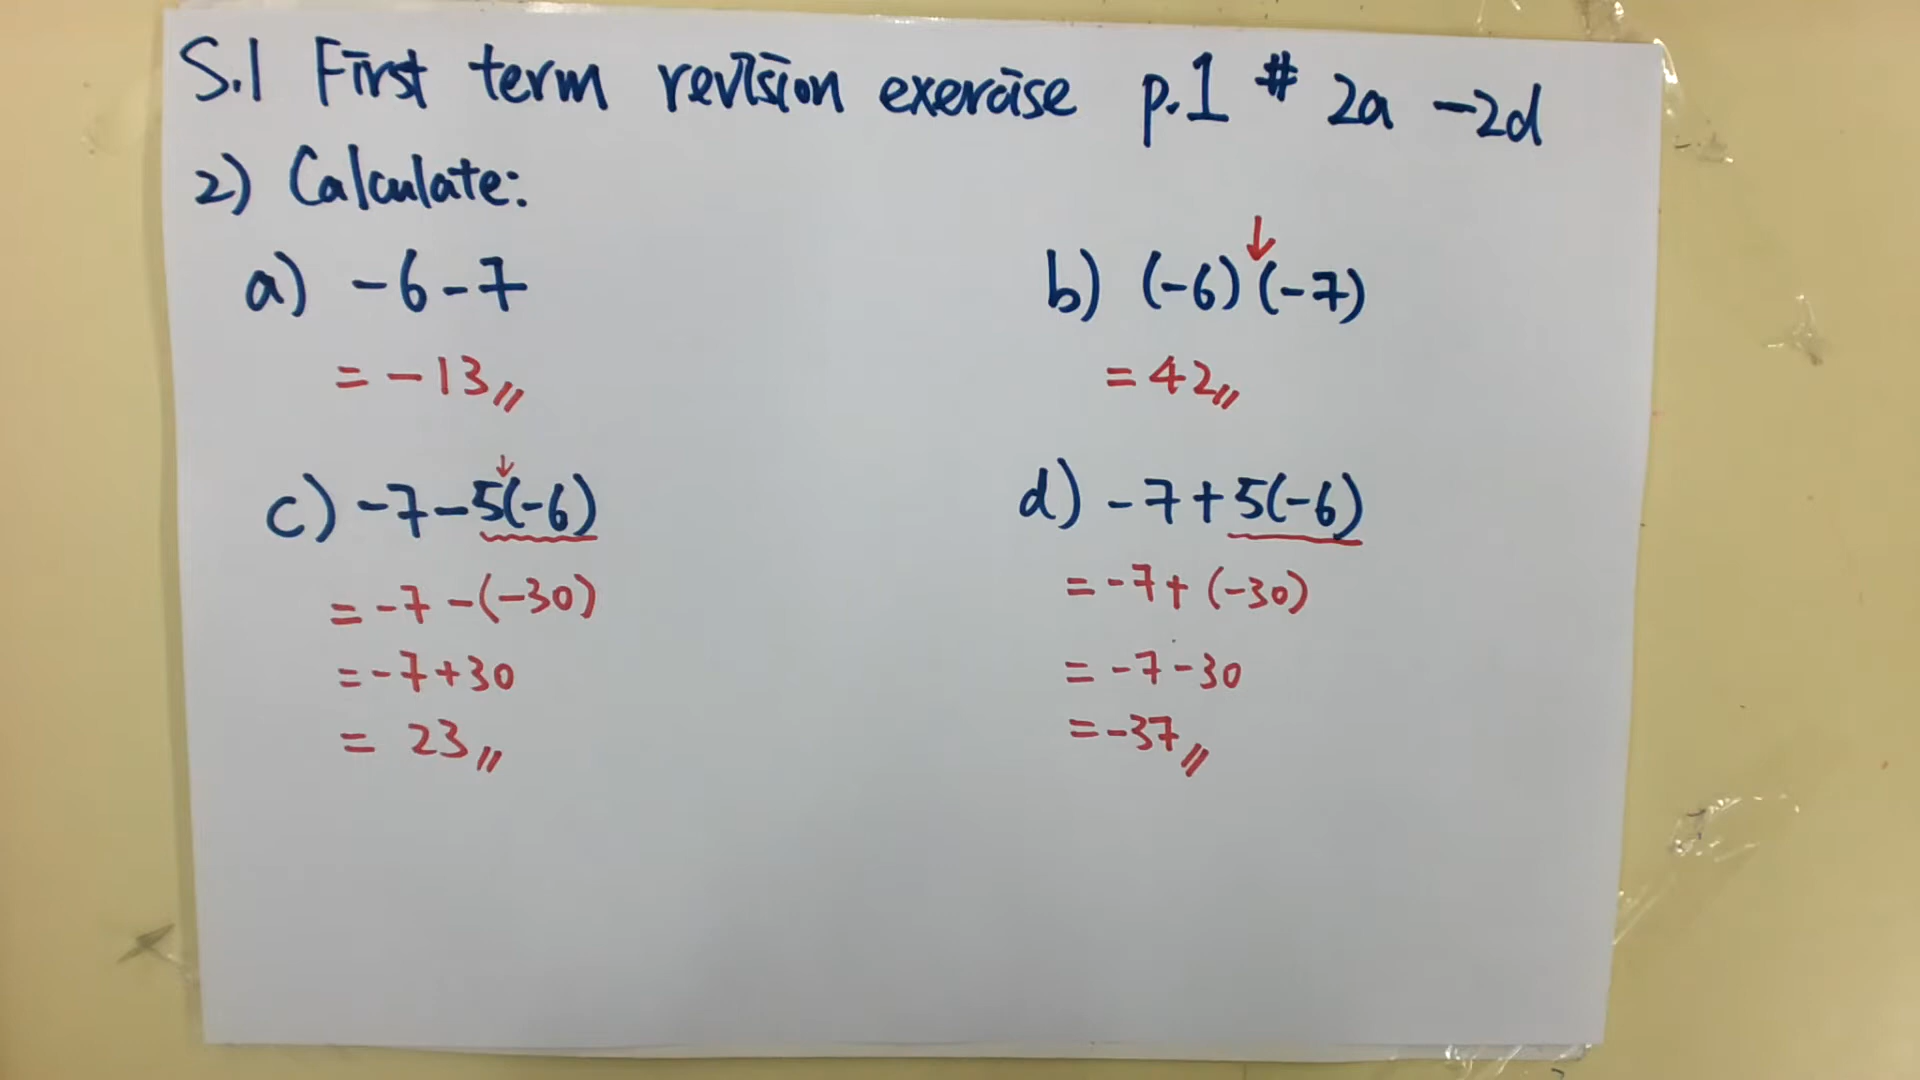 S.1 First term revision exercise p.1 # 2a - 2d
2) Calculate:
a) -6-7
= -13
b) (-6)(-7)
= 42
c) -7-5(-6)
= -7-(-30)
= -7+30
= 23
d) -7+5(-6)
= -7+(-30)
= -7-30
= -37